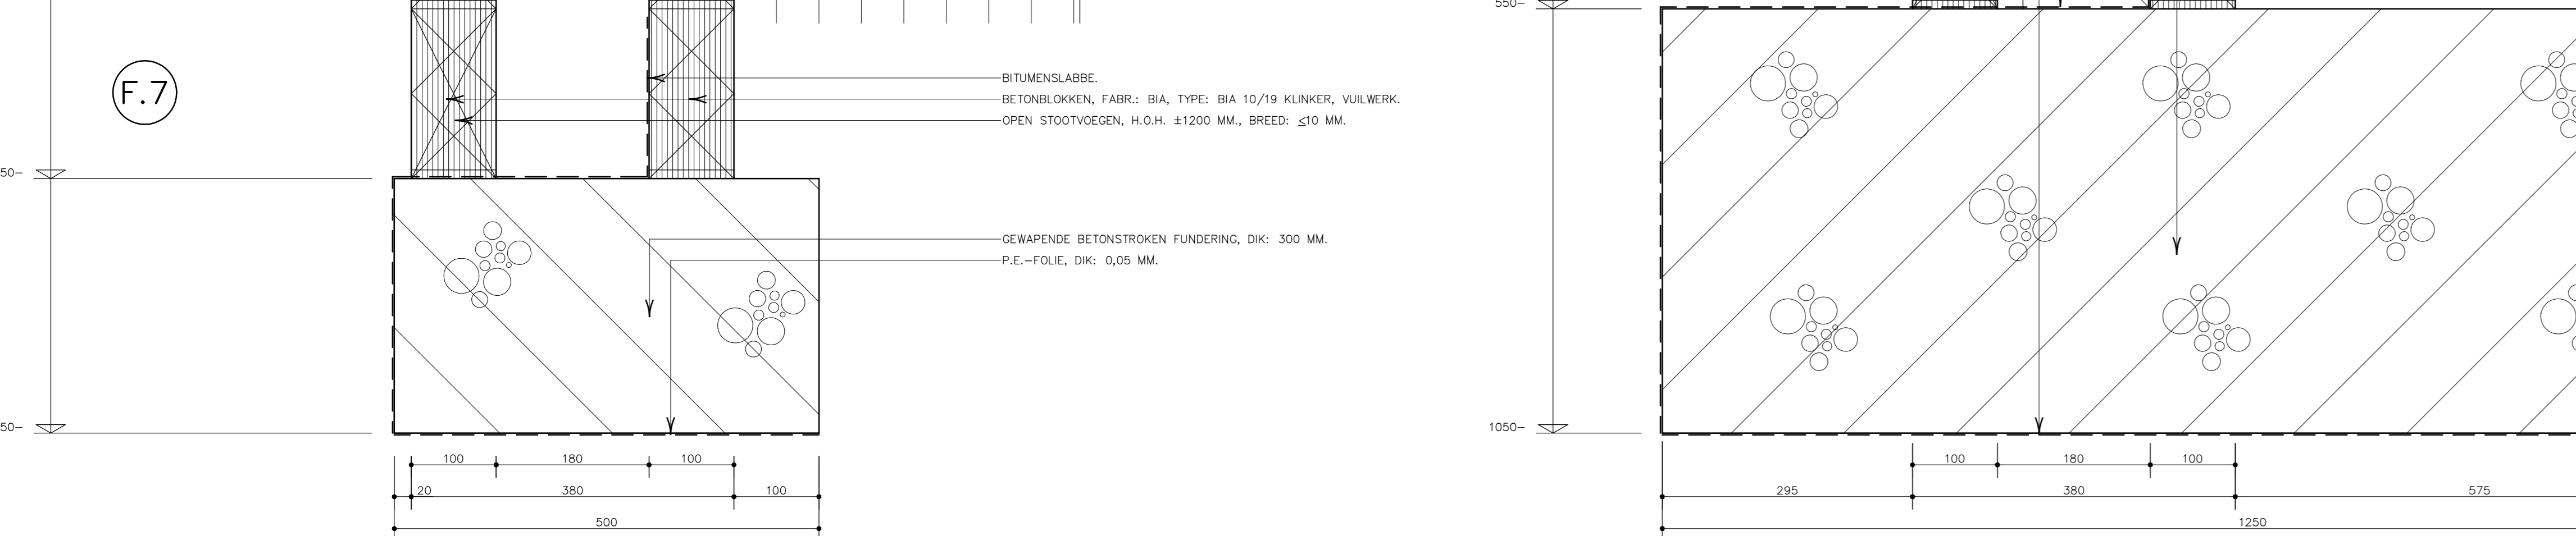 550-
F.7
BITUMENSLABBE.
BETONBLOKKEN, FABR.: BIA, TYPE: BIA 10/19 KLINKER, VUILWERK.
OPEN STOOTVOEGEN, H.O.H. ±1200 MM., BREED: ≤10 MM.
50-
GEWAPENDE BETONSTROKEN FUNDERING, DIK: 300 MM.
P.E.-FOLIE, DIK: 0,05 MM.
50-
1050-
100 180 100
100 180 100
20 380 100
295 380 575
500
1250